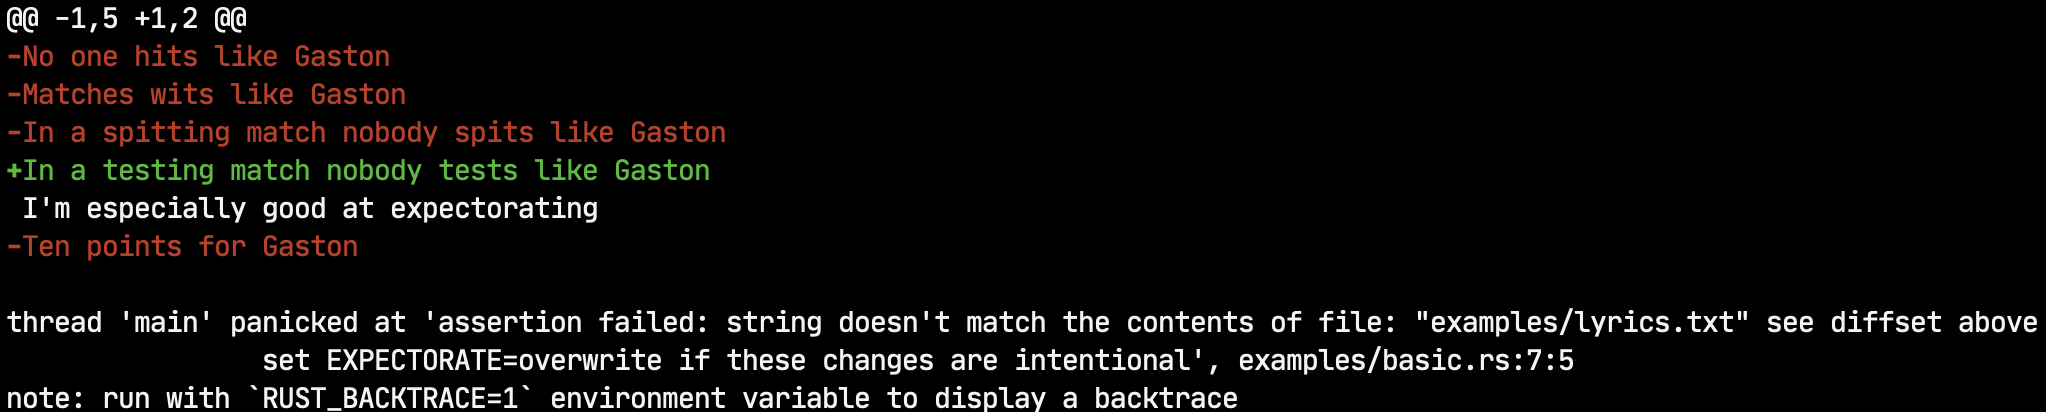 @@ -1,5 +1,2 @@
-No one hits like Gaston
-Matches wits like Gaston
-In a spitting match nobody spits like Gaston
+In a testing match nobody tests like Gaston
 I'm especially good at expectorating
-Ten points for Gaston

thread 'main' panicked at 'assertion failed: string doesn't match the contents of file: "examples/lyrics.txt" see diffset above
                set EXPECTORATE=overwrite if these changes are intentional', examples/basic.rs:7:5
note: run with `RUST_BACKTRACE=1` environment variable to display a backtrace